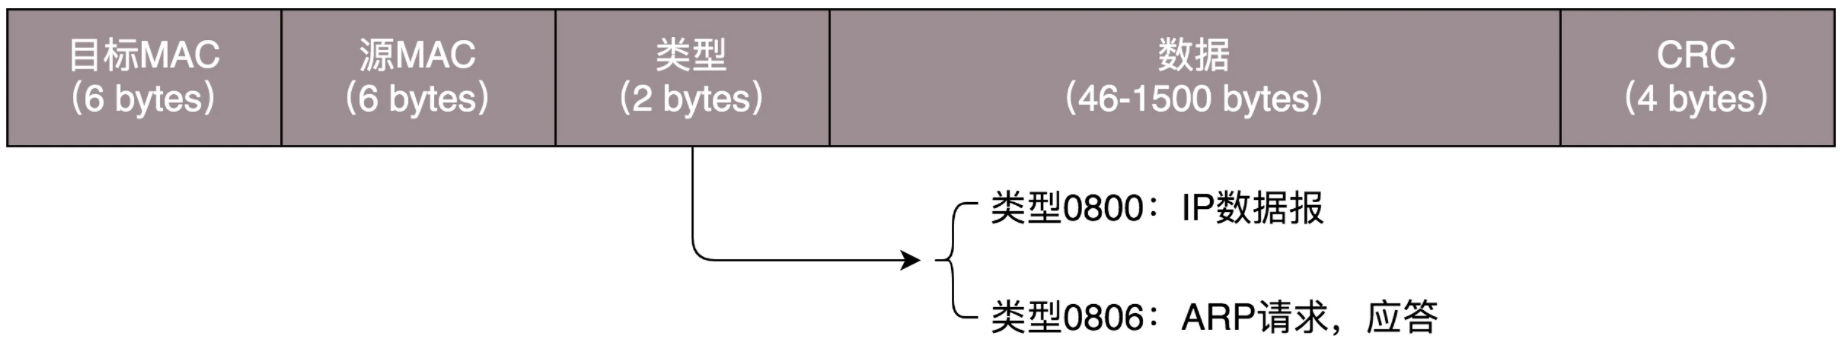 目标MAC
（6 bytes）
源MAC
（6 bytes）
类型
（2 bytes）
数据
（46-1500 bytes）
CRC
（4 bytes）
类型0800：IP数据报
类型0806：ARP请求，应答